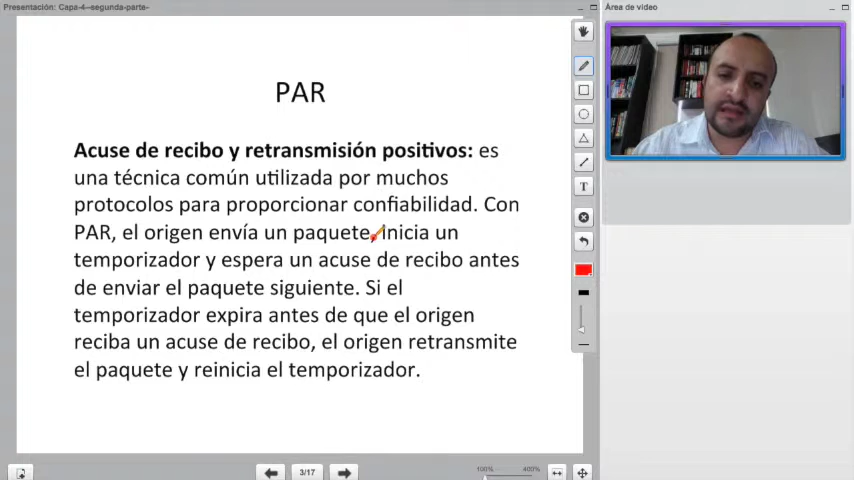 Presentación: Capa-4--segunda-parte-
Área de video
PAR
Acuse de recibo y retransmisión positivos: es
una técnica común utilizada por muchos
protocolos para proporcionar confiabilidad. Con
PAR, el origen envía un paquete, inicia un
temporizador y espera un acuse de recibo antes
de enviar el paquete siguiente. Si el
temporizador expira antes de que el origen
reciba un acuse de recibo, el origen retransmite
el paquete y reinicia el temporizador.
T
3/17
100% 400%